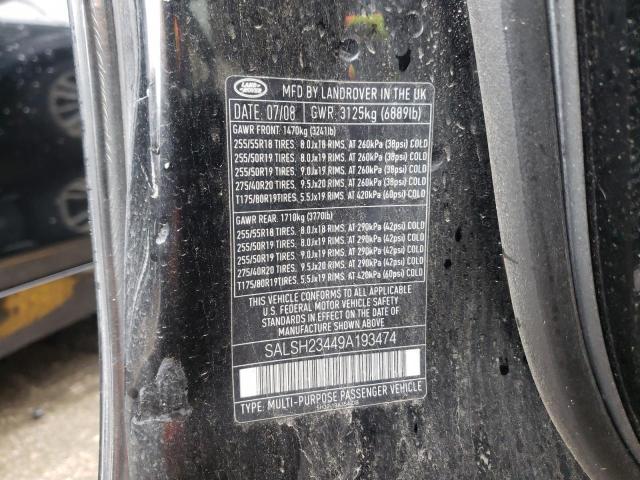 LAND ROVER
MFD BY LANDROVER IN THE UK
DATE: 07/08 GWR: 3125kg (6889lb)
GAWR FRONT: 1470kg (3241lb)
255/55R18 TIRES, 8.0Jx18 RIMS, AT 260kPa (38psi) COLD
255/50R19 TIRES, 8.0Jx19 RIMS, AT 260kPa (38psi) COLD
255/50R19 TIRES, 9.0Jx19 RIMS, AT 260kPa (38psi) COLD
275/40R20 TIRES, 9.5Jx20 RIMS, AT 260kPa (38psi) COLD
T175/80R19TIRES, 5.5Jx19 RIMS, AT 420kPa (60psi) COLD
GAWR REAR: 1710kg (3770lb)
255/55R18 TIRES, 8.0Jx18 RIMS, AT 290kPa (42psi) COLD
255/50R19 TIRES, 8.0Jx19 RIMS, AT 290kPa (42psi) COLD
255/50R19 TIRES, 9.0Jx19 RIMS, AT 290kPa (42psi) COLD
275/40R20 TIRES, 9.5Jx20 RIMS, AT 290kPa (42psi) COLD
T175/80R19TIRES, 5.5Jx19 RIMS, AT 420kPa (60psi) COLD
THIS VEHICLE CONFORMS TO ALL APPLICABLE
U.S. FEDERAL MOTOR VEHICLE SAFETY
STANDARDS IN EFFECT ON THE DATE OF
MANUFACTURE SHOWN ABOVE
SALSH23449A193474
TYPE: MULTI-PURPOSE PASSENGER VEHICLE